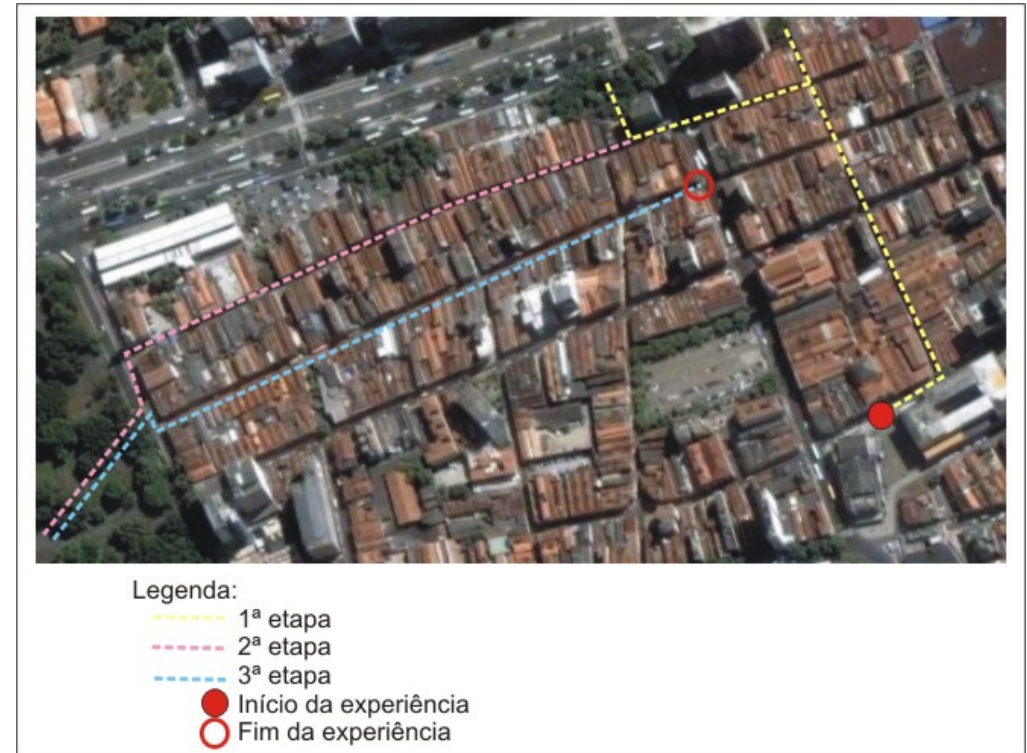 Legenda:
1ª etapa
2ª etapa
3ª etapa
Início da experiência
Fim da experiência